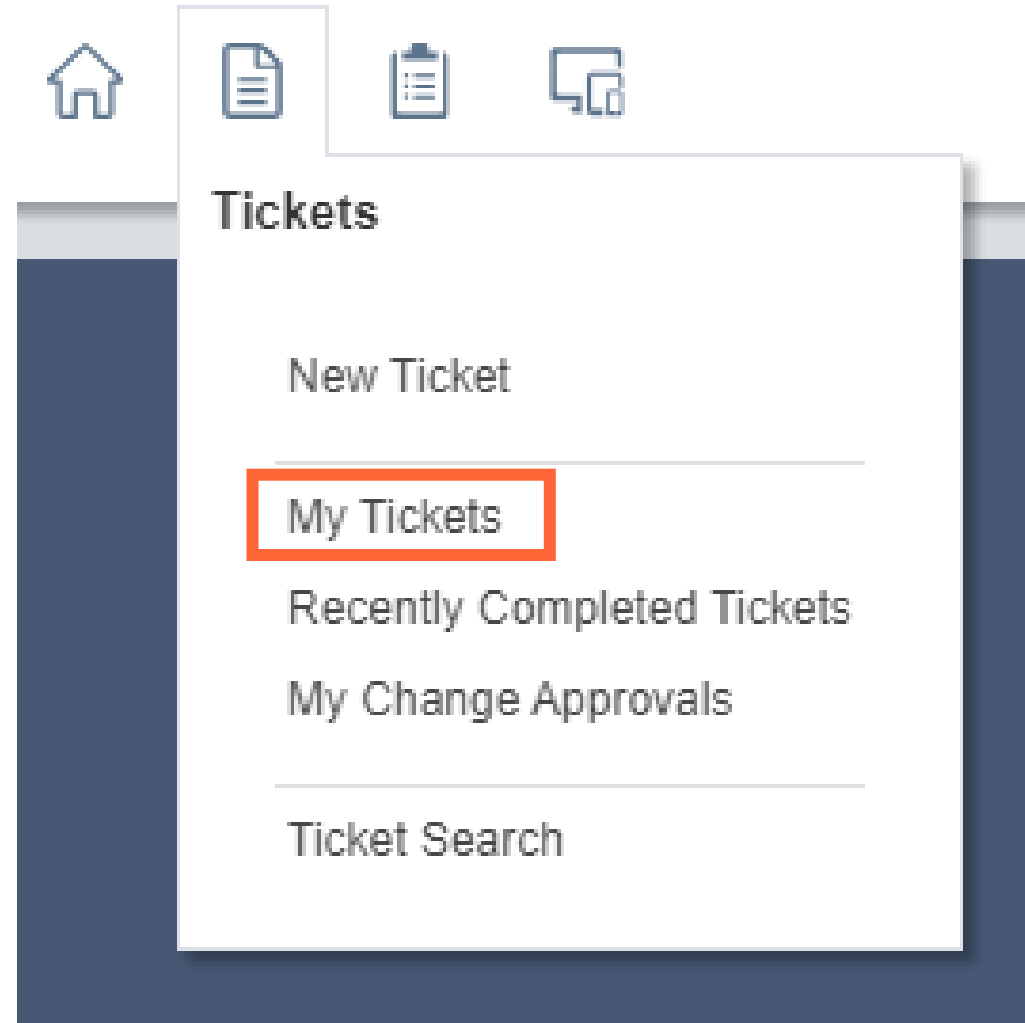 Tickets
New Ticket
My Tickets
Recently Completed Tickets
My Change Approvals
Ticket Search